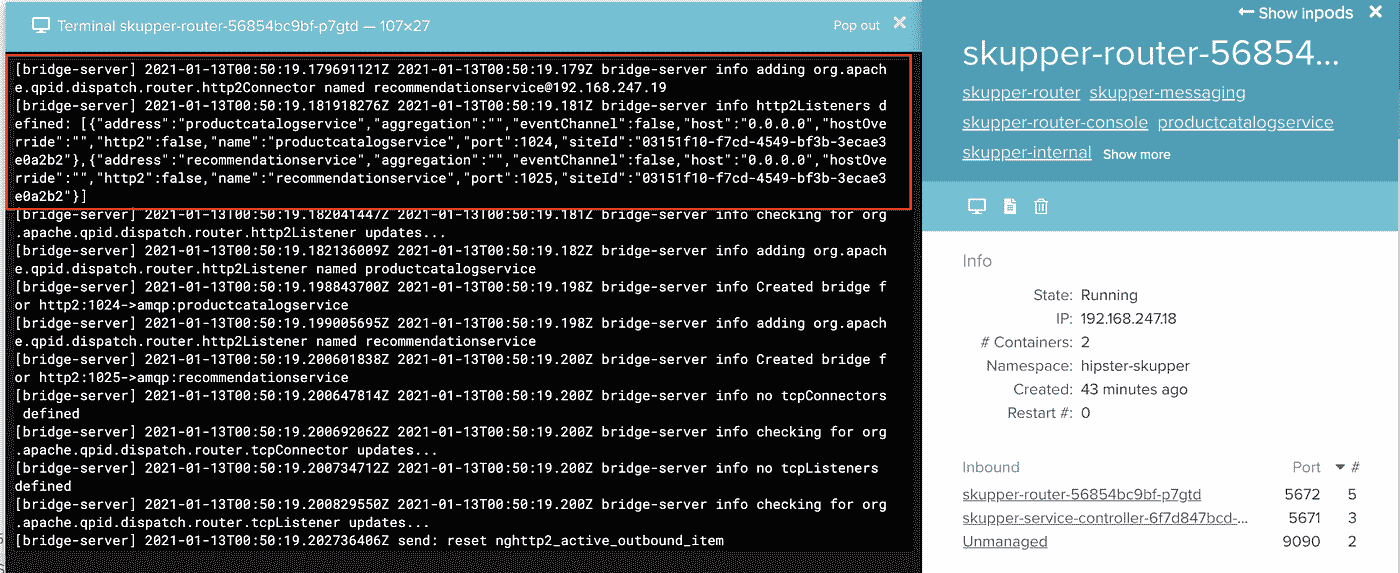 Terminal skupper-router-56854bc9bf-p7gtd — 107×27
Pop out ×
[bridge-server] 2021-01-13T00:50:19.179691121Z 2021-01-13T00:50:19.179Z bridge-server info adding org.apach
e.qpid.dispatch.router.http2Connector named recommendationservice@192.168.247.19
[bridge-server] 2021-01-13T00:50:19.181918276Z 2021-01-13T00:50:19.181Z bridge-server info http2Listeners d
efined: [{"address":"productcatalogservice","aggregation":"","eventChannel":false,"host":"0.0.0.0","hostOve
rride":"","http2":false,"name":"productcatalogservice","port":1024,"siteId":"03151f10-f7cd-4549-bf3b-3ecae3
e0a2b2"},{"address":"recommendationservice","aggregation":"","eventChannel":false,"host":"0.0.0.0","hostOve
rride":"","http2":false,"name":"recommendationservice","port":1025,"siteId":"03151f10-f7cd-4549-bf3b-3ecae3
e0a2b2"}]
[bridge-server] 2021-01-13T00:50:19.182041447Z 2021-01-13T00:50:19.181Z bridge-server info checking for org
.apache.qpid.dispatch.router.http2Listener updates...
[bridge-server] 2021-01-13T00:50:19.182136009Z 2021-01-13T00:50:19.182Z bridge-server info adding org.apach
e.qpid.dispatch.router.http2Listener named productcatalogservice
[bridge-server] 2021-01-13T00:50:19.198843700Z 2021-01-13T00:50:19.198Z bridge-server info Created bridge f
or http2:1024->amqp:productcatalogservice
[bridge-server] 2021-01-13T00:50:19.199005695Z 2021-01-13T00:50:19.198Z bridge-server info adding org.apach
e.qpid.dispatch.router.http2Listener named recommendationservice
[bridge-server] 2021-01-13T00:50:19.200601838Z 2021-01-13T00:50:19.200Z bridge-server info Created bridge f
or http2:1025->amqp:recommendationservice
[bridge-server] 2021-01-13T00:50:19.200647814Z 2021-01-13T00:50:19.200Z bridge-server info no tcpConnectors
defined
[bridge-server] 2021-01-13T00:50:19.200692062Z 2021-01-13T00:50:19.200Z bridge-server info checking for org
.apache.qpid.dispatch.router.tcpConnector updates...
[bridge-server] 2021-01-13T00:50:19.200734712Z 2021-01-13T00:50:19.200Z bridge-server info no tcpListeners
defined
[bridge-server] 2021-01-13T00:50:19.200829550Z 2021-01-13T00:50:19.200Z bridge-server info checking for org
.apache.qpid.dispatch.router.tcpListener updates...
[bridge-server] 2021-01-13T00:50:19.202736406Z send: reset nghttp2_active_outbound_item
← Show inpods ×
skupper-router-56854...
skupper-router skupper-messaging
skupper-router-console productcatalogservice
skupper-internal Show more
Info
State: Running
IP: 192.168.247.18
# Containers: 2
Namespace: hipster-skupper
Created: 43 minutes ago
Restart #: 0
Inbound Port #
skupper-router-56854bc9bf-p7gtd 5672 5
skupper-service-controller-6f7d847bcd-... 5671 3
Unmanaged 9090 2